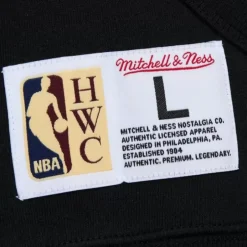 Mitchell & Ness
H
W
C
NBA
L
MITCHELL & NESS NOSTALGIA CO.
AUTHENTIC LICENSED APPAREL
DESIGNED IN PHILADELPHIA, PA.
ESTABLISHED 1904
AUTHENTIC. PREMIUM. LEGENDARY.